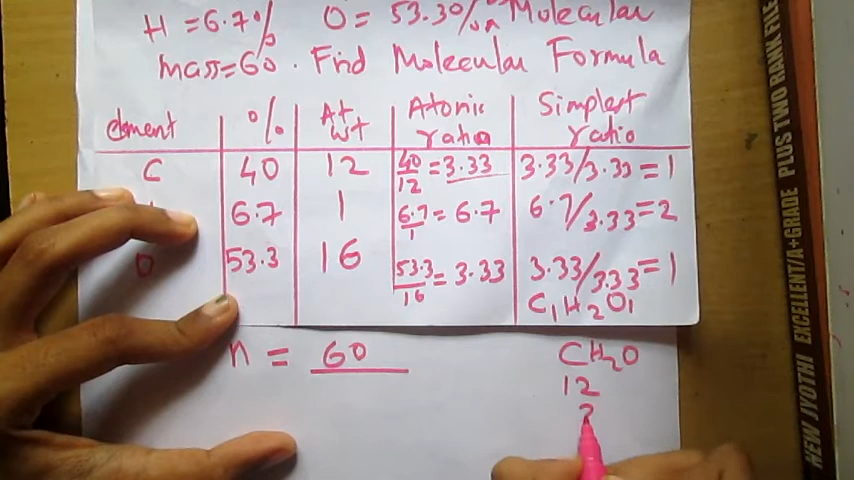 H = 6.7% O = 53.3% Molecular
mass=60. Find Molecular Formula
element % At wt Atomic ratio Simplest ratio
C 40 12 40/12 = 3.33 3.33/3.33 = 1
6.7 1 6.7/1 = 6.7 6.7/3.33 = 2
O 53.3 16 53.3/16 = 3.33 3.33/3.33 = 1
C₁H₂O₁
n = 60 CH₂O
12
2
NEW JYOTHI EXCELLENT/A+GRADE PLUS TWO RANK FILE